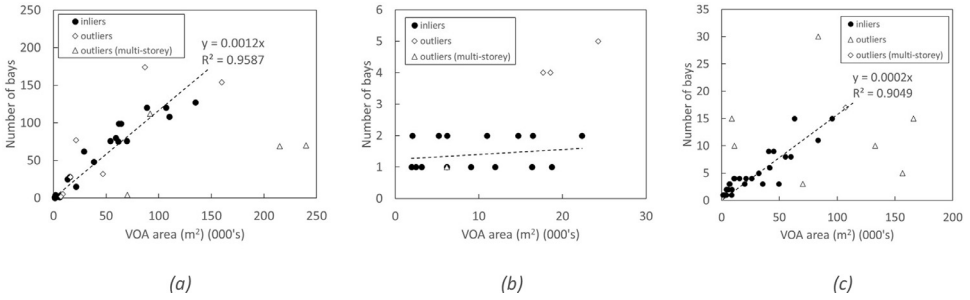 250
200
150
100
50
0
Number of bays
● inliers
◇ outliers
△ outliers (multi-storey)
y = 0.0012x
R² = 0.9587
0 50 100 150 200 250
VOA area (m²) (000's)
(a)
6
5
4
3
2
1
0
Number of bays
● inliers
◇ outliers
△ outliers (multi-storey)
0 10 20 30
VOA area (m²) (000's)
(b)
35
30
25
20
15
10
5
0
Number of bays
● inliers
△ outliers
◇ outliers (multi-storey)
y = 0.0002x
R² = 0.9049
0 50 100 150 200
VOA area (m²) (000's)
(c)